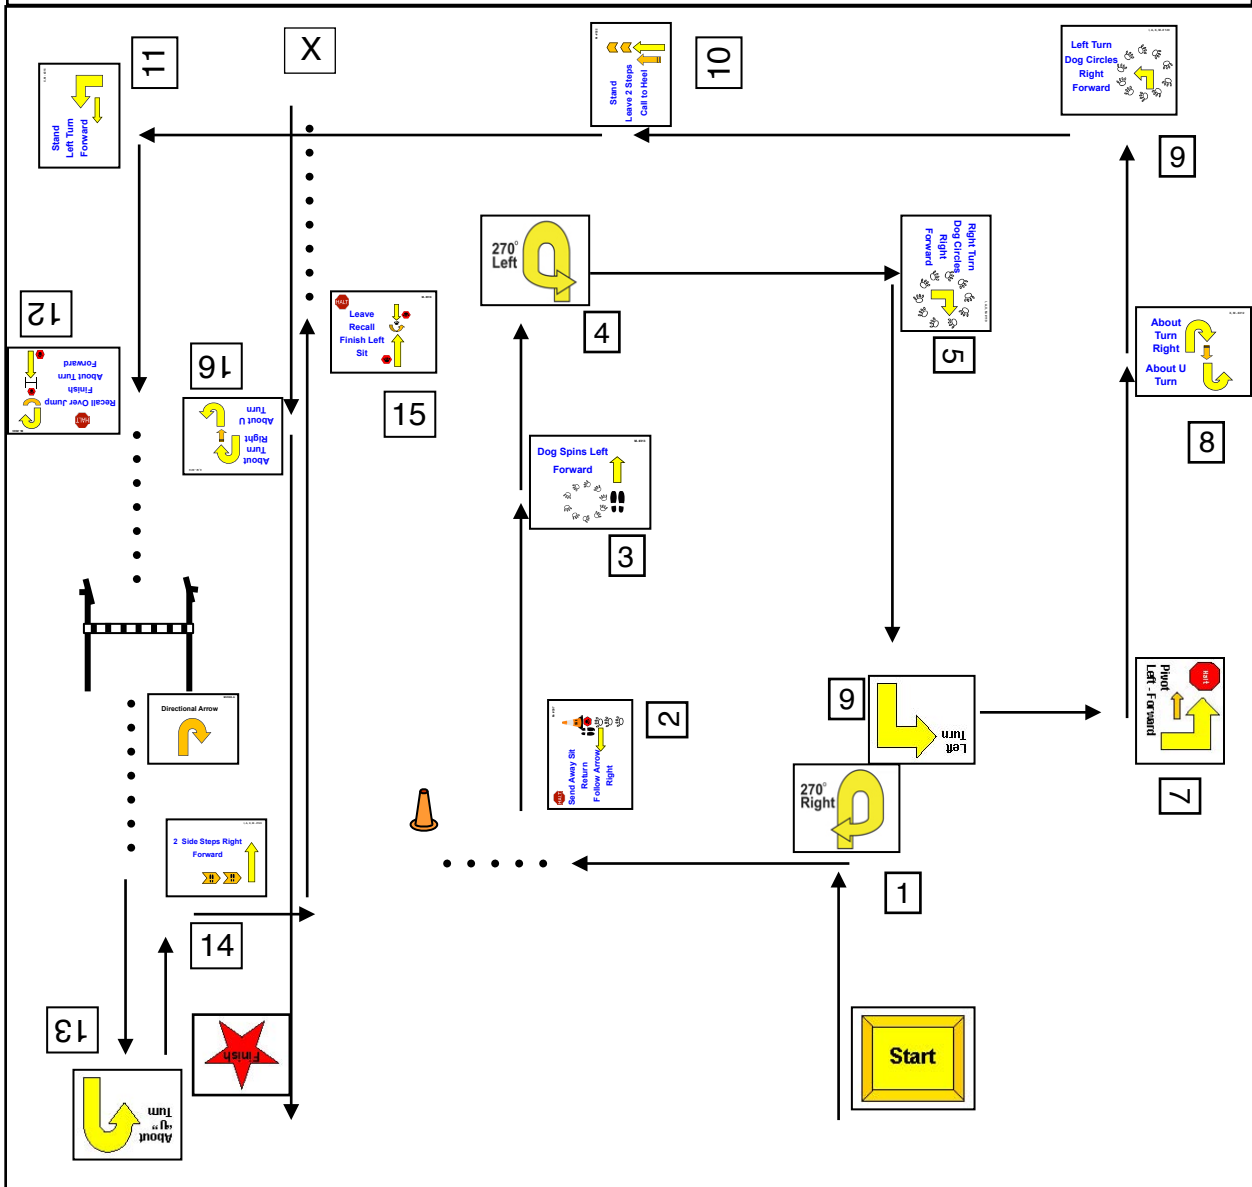 11
X
Stand
Leave 2 Steps
Call to Heel
10
Left Turn
Dog Circles
Right
Forward
Stand
Left Turn
Forward
9
270°
Left
4
Right Turn
Dog Circles
Right
Forward
5
12
HALT
Recall Over Jump
Finish
About Turn
Forward
16
About
Turn
Right
About U
Turn
HALT
Leave
Recall
Finish Left
Sit
15
About
Turn
Right
About U
Turn
8
Dog Spins Left
Forward
3
Directional Arrow
HALT
Send Away Sit
Return
Follow Arrow
Right
2
6
Left
Turn
Halt
Pivot
Left - Forward
7
270°
Right
1
2 Side Steps Right
Forward
14
13
Finish
Start
About
"U"
Turn